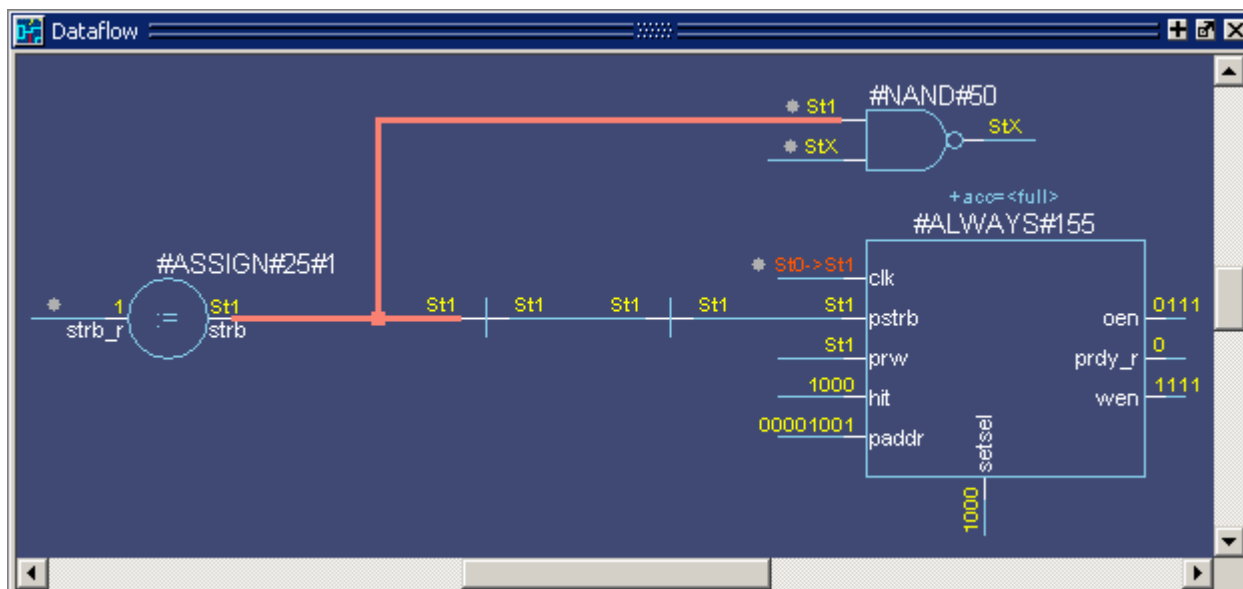 Dataflow
#NAND#50
St1
StX
StX
+acc=<full>
#ALWAYS#155
#ASSIGN#25#1
St0->St1
clk
1
St1
:=
strb_r
strb
St1
St1
St1
St1
St1
pstrb
oen
0111
St1
prw
prdy_r
0
1000
hit
wen
1111
00001001
paddr
setsel
1000